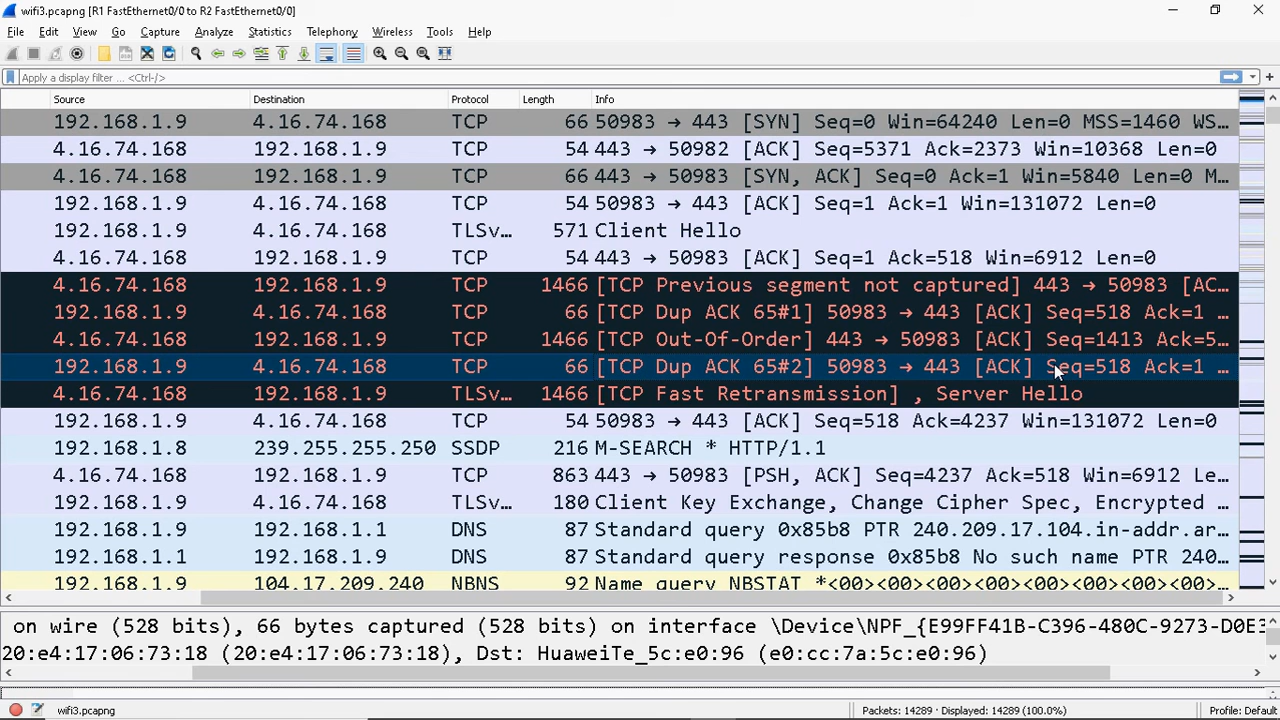 wifi3.pcapng [R1 FastEthernet0/0 to R2 FastEthernet0/0]
File Edit View Go Capture Analyze Statistics Telephony Wireless Tools Help
Apply a display filter ... <Ctrl-/>
Source Destination Protocol Length Info
192.168.1.9 4.16.74.168 TCP 66 50983 → 443 [SYN] Seq=0 Win=64240 Len=0 MSS=1460 WS…
4.16.74.168 192.168.1.9 TCP 54 443 → 50982 [ACK] Seq=5371 Ack=2373 Win=10368 Len=0
4.16.74.168 192.168.1.9 TCP 66 443 → 50983 [SYN, ACK] Seq=0 Ack=1 Win=5840 Len=0 M…
192.168.1.9 4.16.74.168 TCP 54 50983 → 443 [ACK] Seq=1 Ack=1 Win=131072 Len=0
192.168.1.9 4.16.74.168 TLSv… 571 Client Hello
4.16.74.168 192.168.1.9 TCP 54 443 → 50983 [ACK] Seq=1 Ack=518 Win=6912 Len=0
4.16.74.168 192.168.1.9 TCP 1466 [TCP Previous segment not captured] 443 → 50983 [AC…
192.168.1.9 4.16.74.168 TCP 66 [TCP Dup ACK 65#1] 50983 → 443 [ACK] Seq=518 Ack=1 …
4.16.74.168 192.168.1.9 TCP 1466 [TCP Out-Of-Order] 443 → 50983 [ACK] Seq=1413 Ack=5…
192.168.1.9 4.16.74.168 TCP 66 [TCP Dup ACK 65#2] 50983 → 443 [ACK] Seq=518 Ack=1 …
4.16.74.168 192.168.1.9 TLSv… 1466 [TCP Fast Retransmission] , Server Hello
192.168.1.9 4.16.74.168 TCP 54 50983 → 443 [ACK] Seq=518 Ack=4237 Win=131072 Len=0
192.168.1.8 239.255.255.250 SSDP 216 M-SEARCH * HTTP/1.1
4.16.74.168 192.168.1.9 TCP 863 443 → 50983 [PSH, ACK] Seq=4237 Ack=518 Win=6912 Le…
192.168.1.9 4.16.74.168 TLSv… 180 Client Key Exchange, Change Cipher Spec, Encrypted …
192.168.1.9 192.168.1.1 DNS 87 Standard query 0x85b8 PTR 240.209.17.104.in-addr.ar…
192.168.1.1 192.168.1.9 DNS 87 Standard query response 0x85b8 No such name PTR 240…
192.168.1.9 104.17.209.240 NBNS 92 Name query NBSTAT *<00><00><00><00><00><00><00><00>…
on wire (528 bits), 66 bytes captured (528 bits) on interface \Device\NPF_{E99FF41B-C396-480C-9273-D0E3
20:e4:17:06:73:18 (20:e4:17:06:73:18), Dst: HuaweiTe_5c:e0:96 (e0:cc:7a:5c:e0:96)
wifi3.pcapng Packets: 14289 · Displayed: 14289 (100.0%) Profile: Default